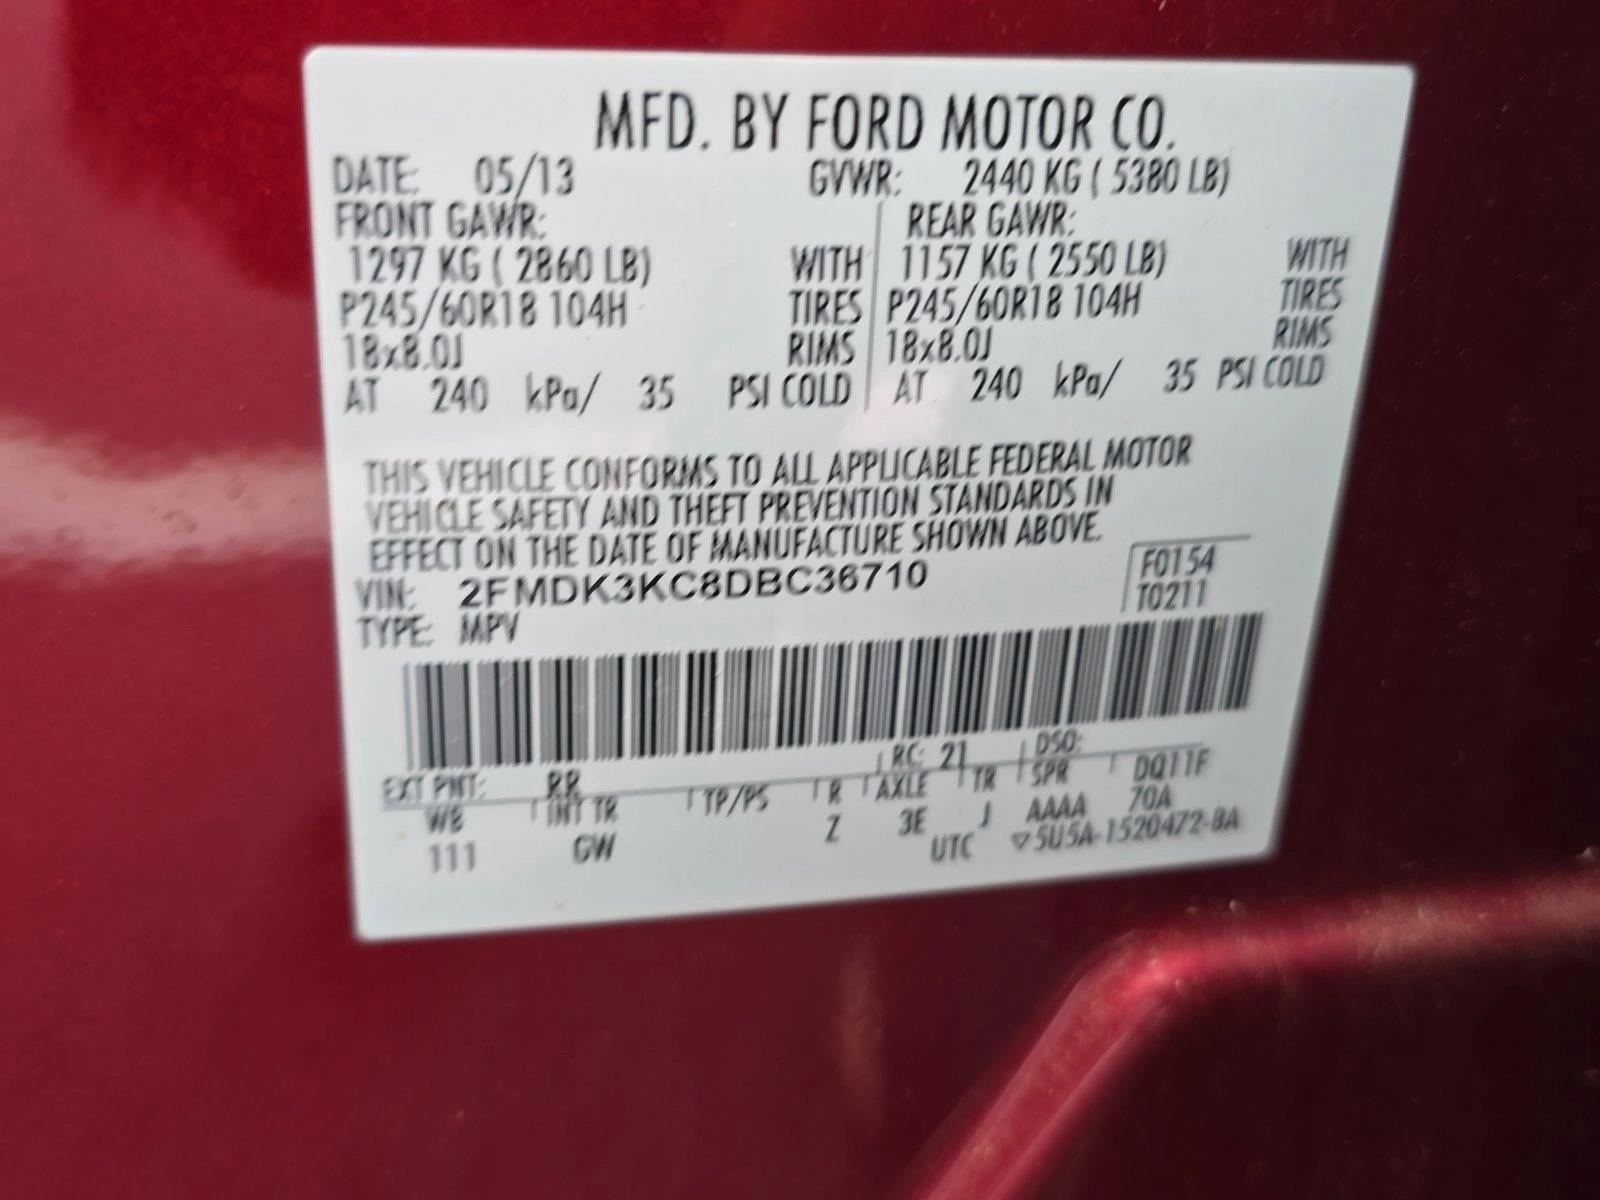 MFD. BY FORD MOTOR CO.
DATE: 05/13 GVWR: 2440 KG ( 5380 LB)
FRONT GAWR: REAR GAWR:
1297 KG ( 2860 LB) WITH 1157 KG ( 2550 LB) WITH
P245/60R18 104H TIRES P245/60R18 104H TIRES
18x8.0J RIMS 18x8.0J RIMS
AT 240 kPa/ 35 PSI COLD AT 240 kPa/ 35 PSI COLD
THIS VEHICLE CONFORMS TO ALL APPLICABLE FEDERAL MOTOR
VEHICLE SAFETY AND THEFT PREVENTION STANDARDS IN
EFFECT ON THE DATE OF MANUFACTURE SHOWN ABOVE.
VIN: 2FMDK3KC8DBC36710 F0154
TYPE: MPV T0211
EXT PNT: RR RC: 21 DSO:
WB INT TR TP/PS R AXLE TR SPR DQ11F
111 GW Z 3E J AAAA 70A
UTC ▽5U5A-1520472-BA